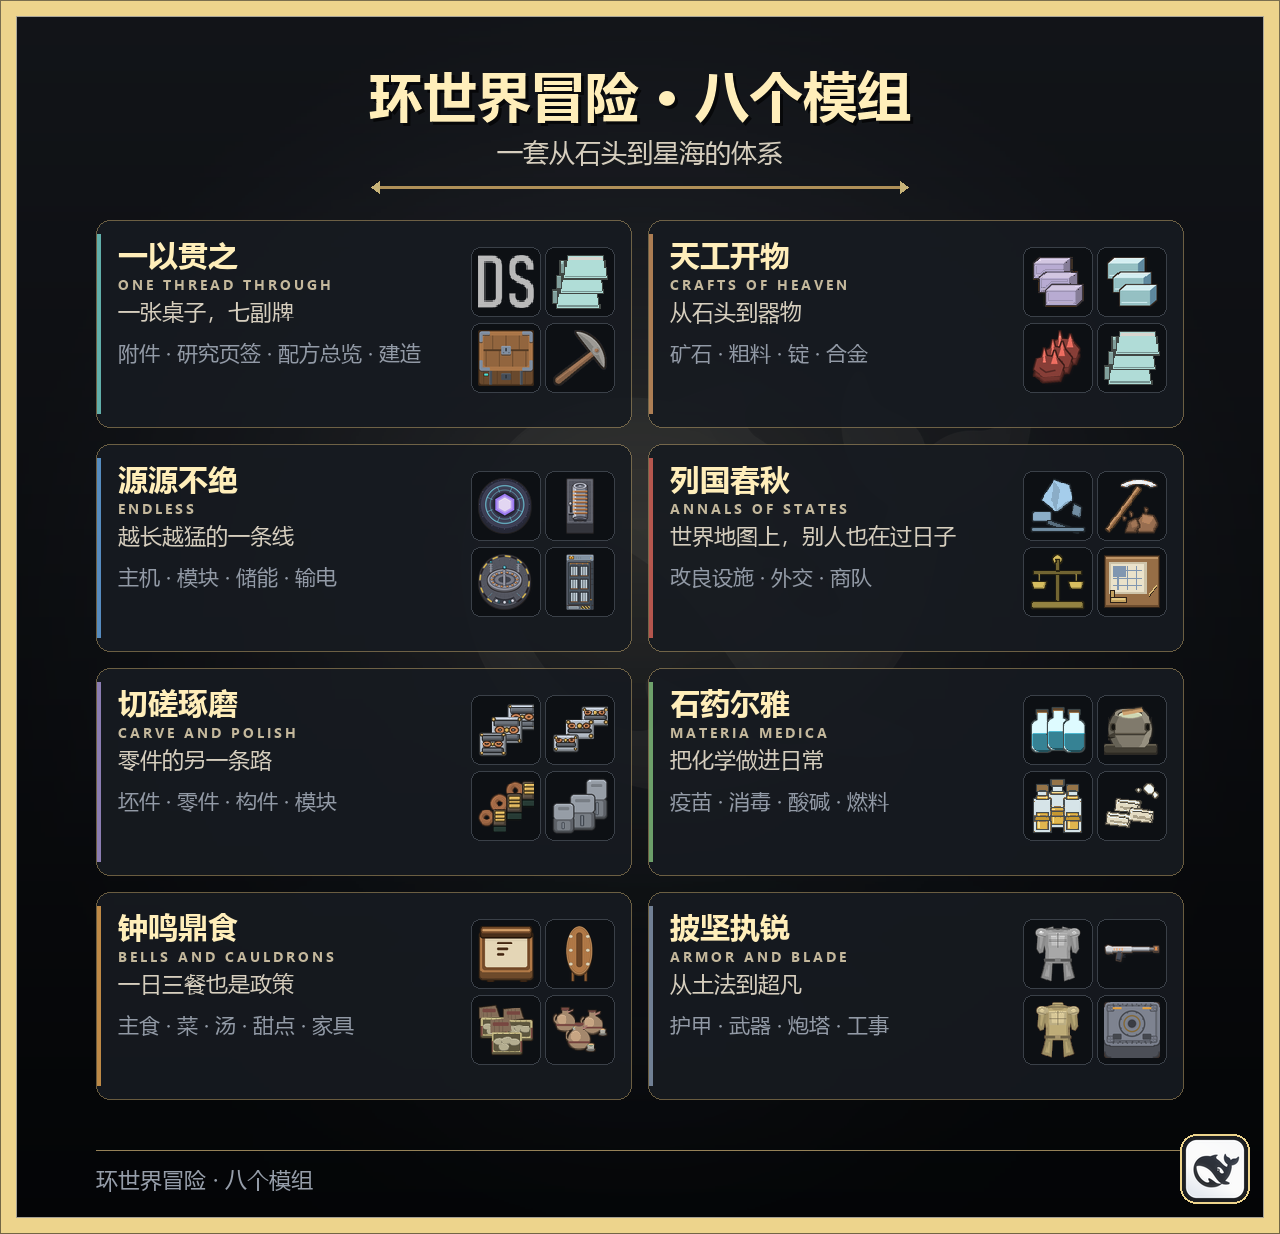 环世界冒险·八个模组
一套从石头到星海的体系
一以贯之
ONE THREAD THROUGH
一张桌子，七副牌
附件·研究页签·配方总览·建造
DS
天工开物
CRAFTS OF HEAVEN
从石头到器物
矿石·粗料·锭·合金
源源不绝
ENDLESS
越长越猛的一条线
主机·模块·储能·输电
列国春秋
ANNALS OF STATES
世界地图上，别人也在过日子
改良设施·外交·商队
切磋琢磨
CARVE AND POLISH
零件的另一条路
坯件·零件·构件·模块
石药尔雅
MATERIA MEDICA
把化学做进日常
疫苗·消毒·酸碱·燃料
钟鸣鼎食
BELLS AND CAULDRONS
一日三餐也是政策
主食·菜·汤·甜点·家具
披坚执锐
ARMOR AND BLADE
从土法到超凡
护甲·武器·炮塔·工事
环世界冒险·八个模组